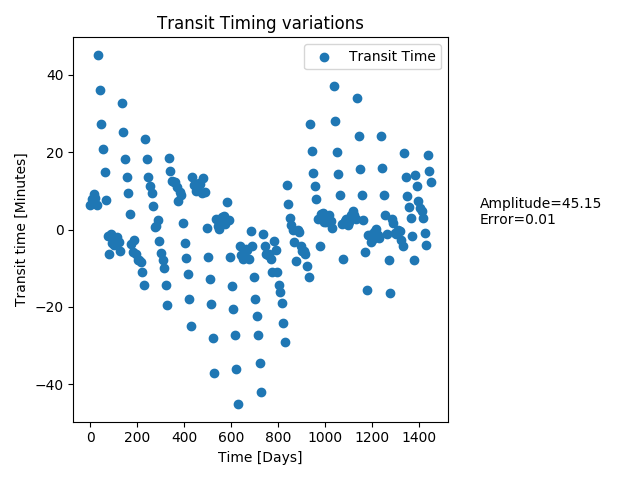 Transit Timing variations
Transit Time
Transit time [Minutes]
40
20
0
−20
−40
0 200 400 600 800 1000 1200 1400
Time [Days]
Amplitude=45.15
Error=0.01